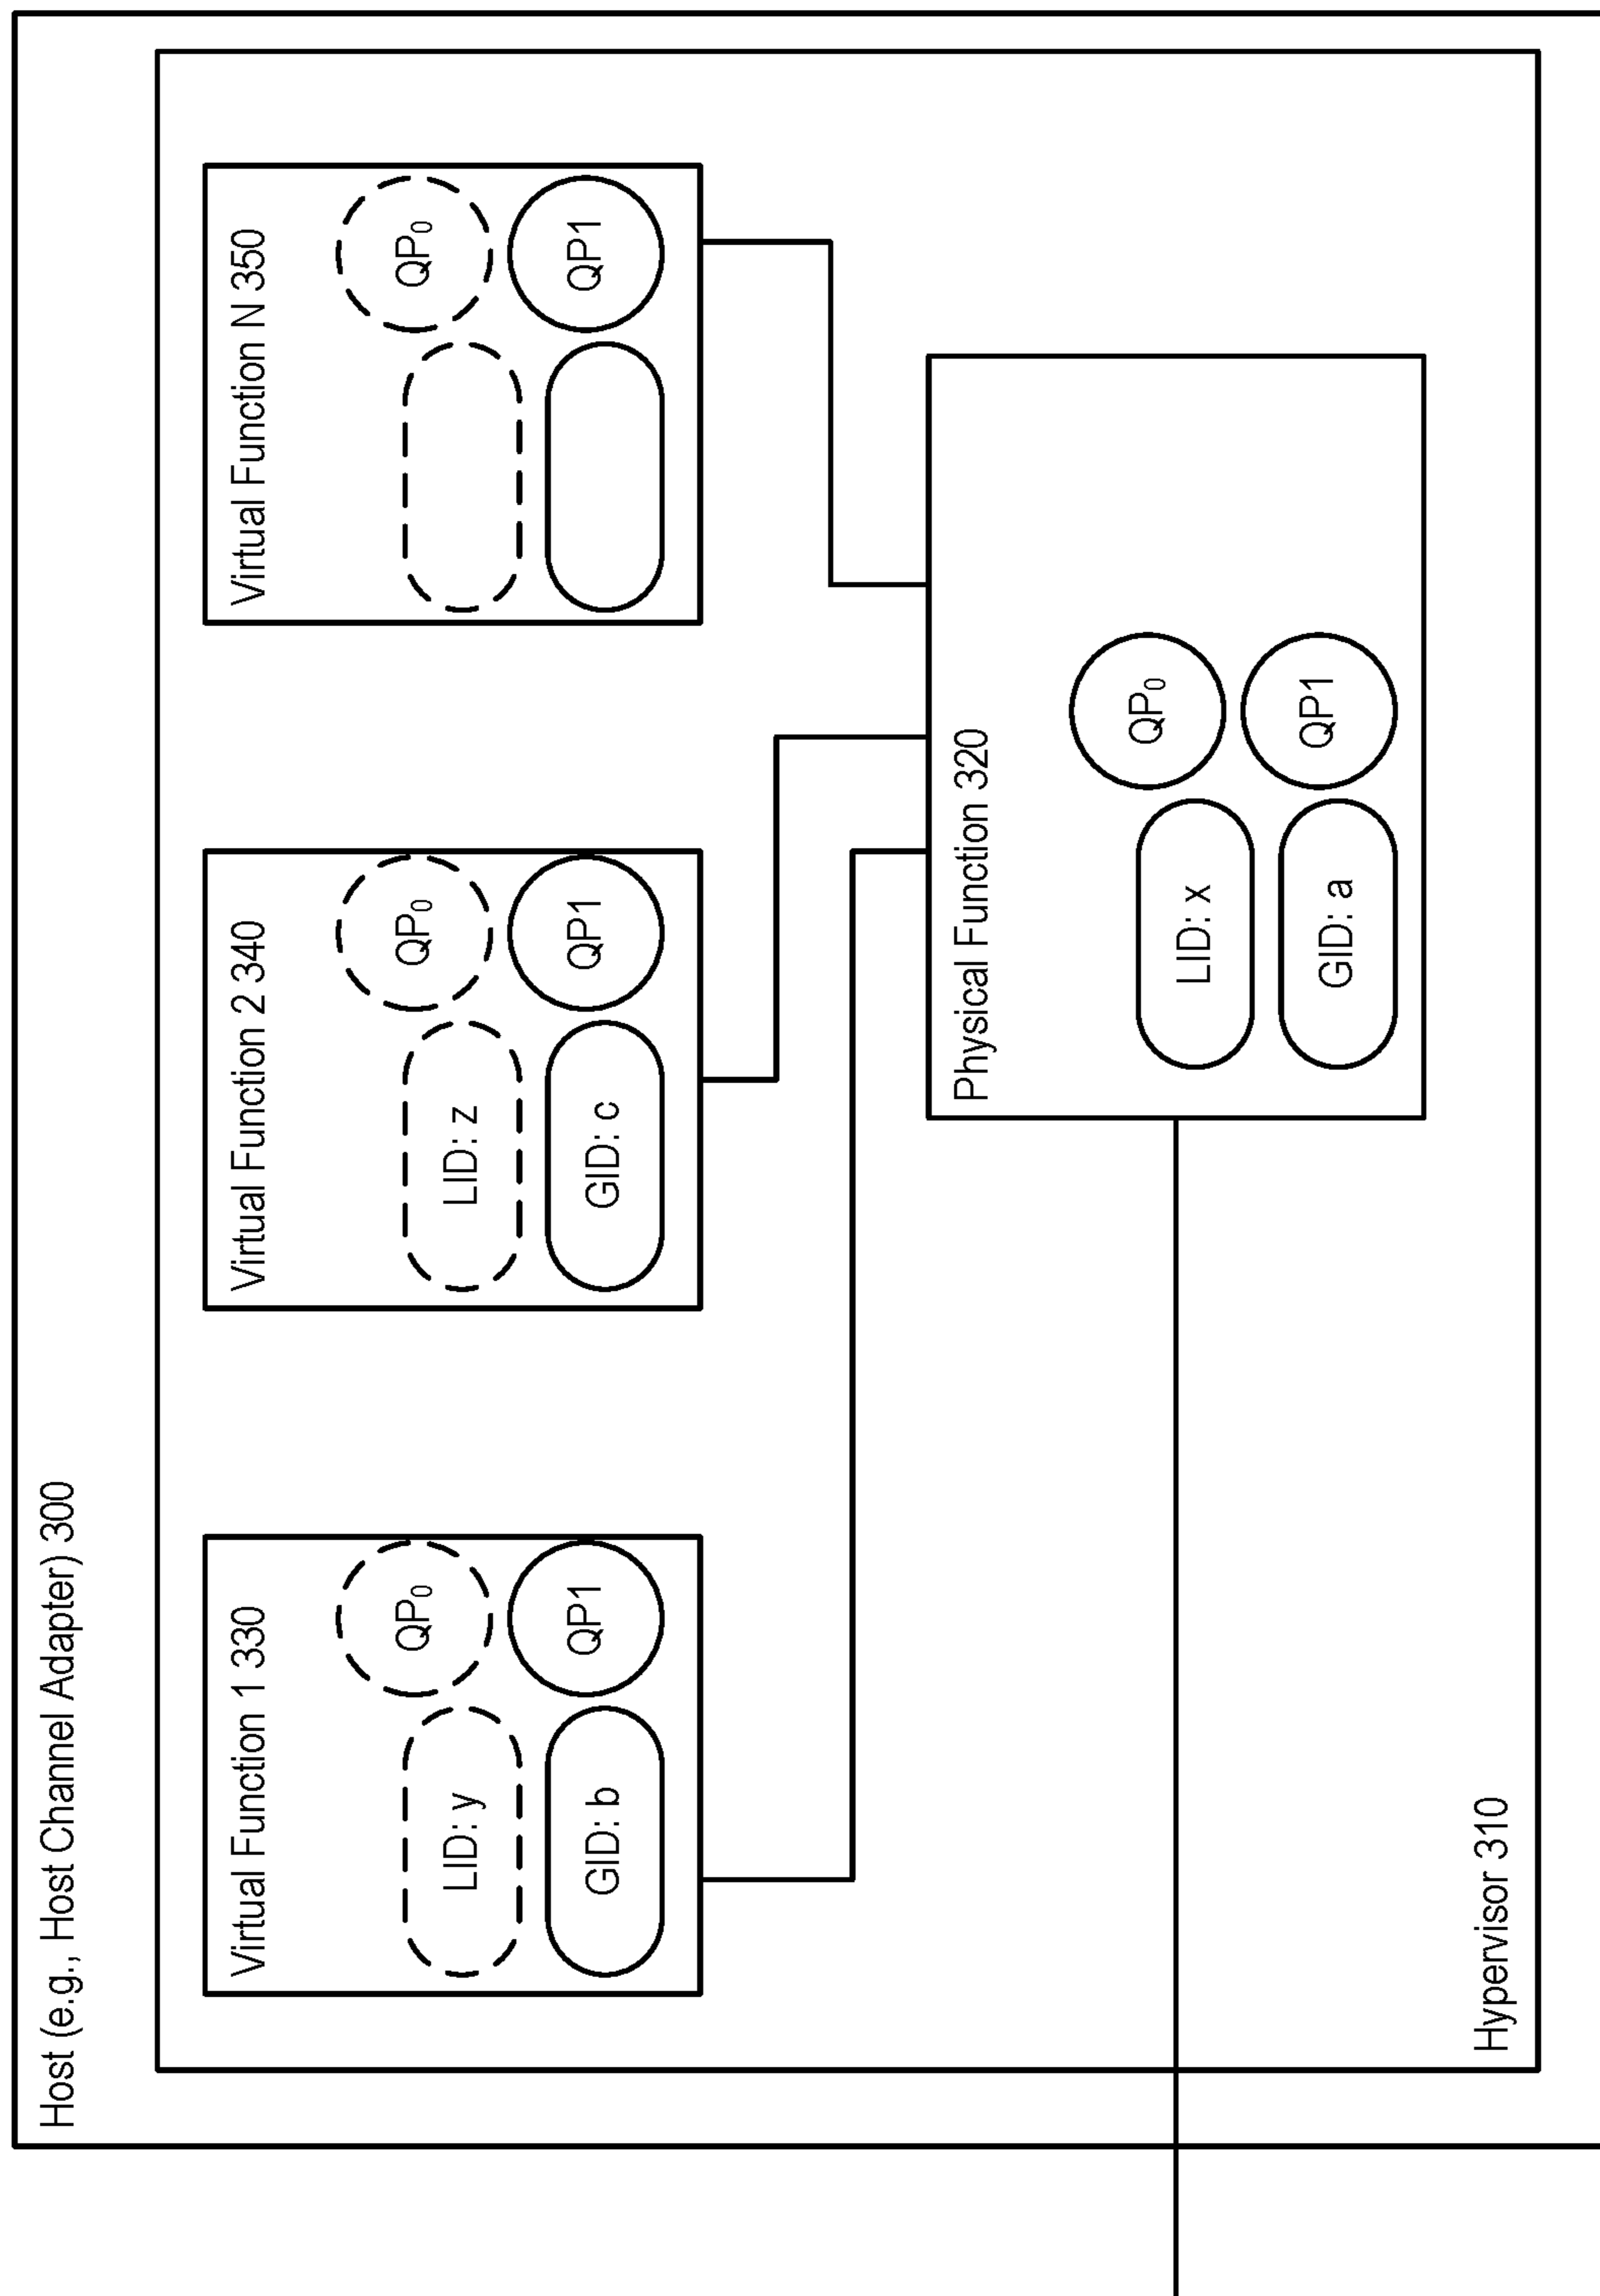 Host (e.g., Host Channel Adapter) 300
Virtual Function 1 330
QP0
LID: y
QP1
GID: b
Virtual Function 2 340
QP0
LID: z
QP1
GID: c
Virtual Function N 350
QP0
QP1
Physical Function 320
QP0
LID: x
QP1
GID: a
Hypervisor 310